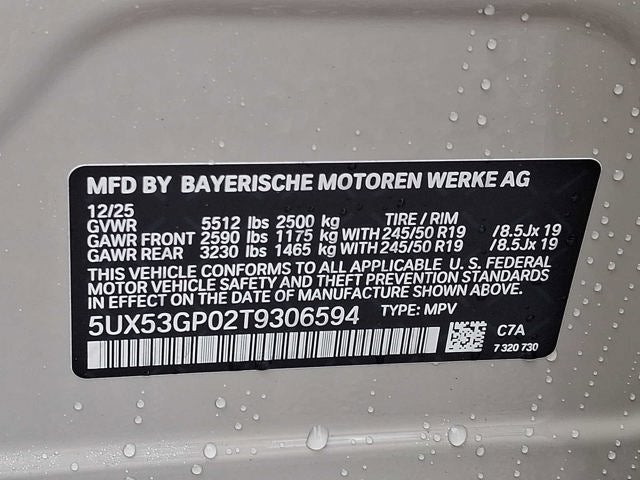 MFD BY BAYERISCHE MOTOREN WERKE AG
12/25
GVWR 5512 lbs 2500 kg TIRE / RIM
GAWR FRONT 2590 lbs 1175 kg WITH 245/50 R19 /8.5Jx 19
GAWR REAR 3230 lbs 1465 kg WITH 245/50 R19 /8.5Jx 19
THIS VEHICLE CONFORMS TO ALL APPLICABLE U. S. FEDERAL
MOTOR VEHICLE SAFETY AND THEFT PREVENTION STANDARDS
IN EFFECT ON THE DATE OF MANUFACTURE SHOWN ABOVE.
5UX53GP02T9306594 TYPE: MPV
C7A
7 320 730